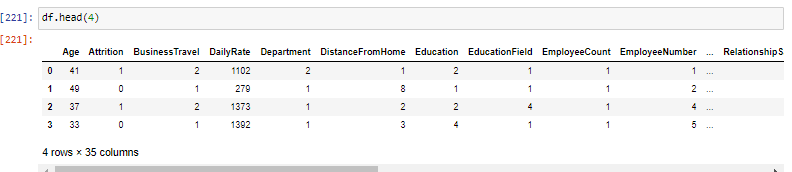 [221]: df.head(4)
[221]:
Age Attrition BusinessTravel DailyRate Department DistanceFromHome Education EducationField EmployeeCount EmployeeNumber ... RelationshipS
0 41 1 2 1102 2 1 2 1 1 1 ...
1 49 0 1 279 1 8 1 1 1 2 ...
2 37 1 2 1373 1 2 2 4 1 4 ...
3 33 0 1 1392 1 3 4 1 1 5 ...
4 rows × 35 columns